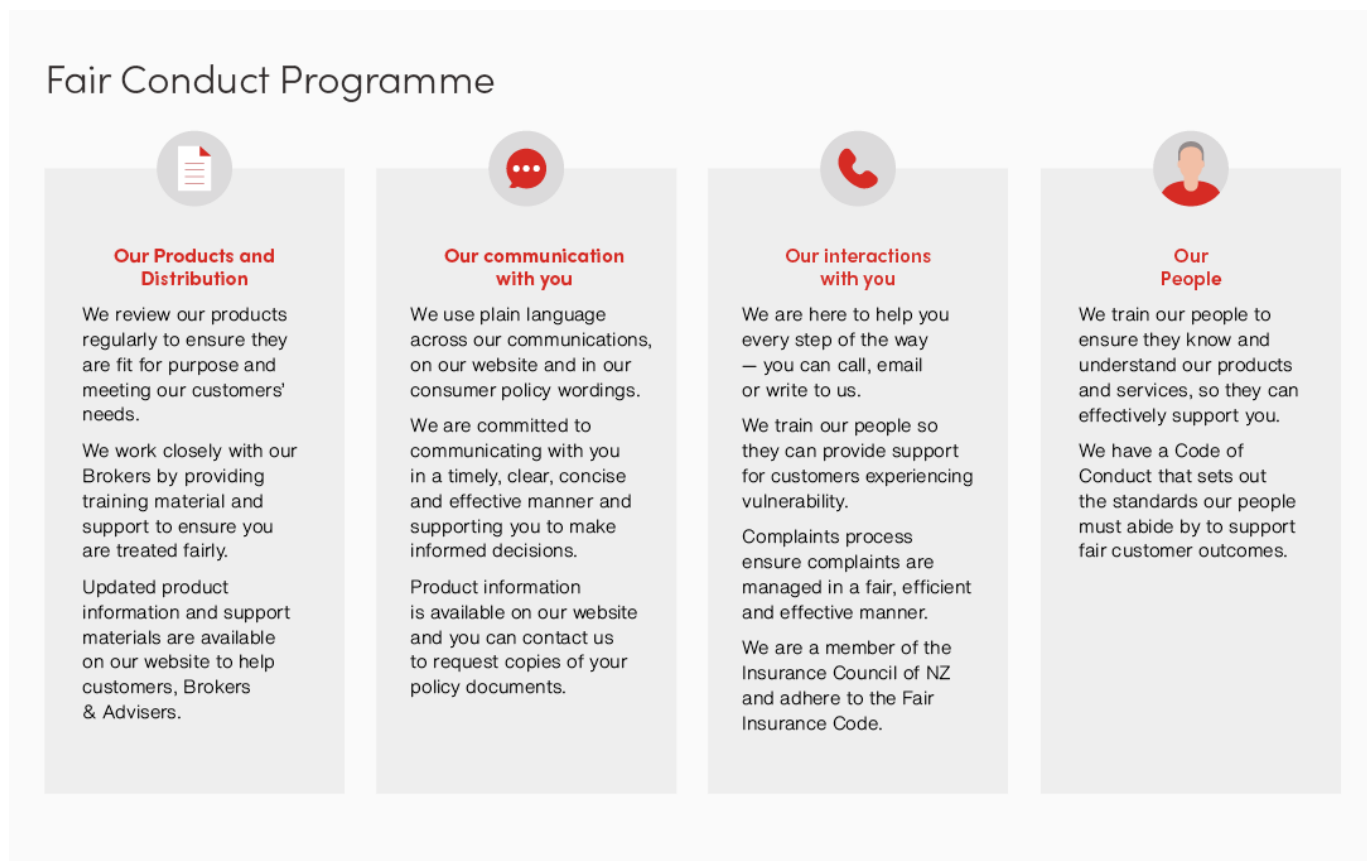 Fair Conduct Programme
Our Products and
Distribution
We review our products
regularly to ensure they
are fit for purpose and
meeting our customers’
needs.
We work closely with our
Brokers by providing
training material and
support to ensure you
are treated fairly.
Updated product
information and support
materials are available
on our website to help
customers, Brokers
& Advisers.
Our communication
with you
We use plain language
across our communications,
on our website and in our
consumer policy wordings.
We are committed to
communicating with you
in a timely, clear, concise
and effective manner and
supporting you to make
informed decisions.
Product information
is available on our website
and you can contact us
to request copies of your
policy documents.
Our interactions
with you
We are here to help you
every step of the way
— you can call, email
or write to us.
We train our people so
they can provide support
for customers experiencing
vulnerability.
Complaints process
ensure complaints are
managed in a fair, efficient
and effective manner.
We are a member of the
Insurance Council of NZ
and adhere to the Fair
Insurance Code.
Our
People
We train our people to
ensure they know and
understand our products
and services, so they can
effectively support you.
We have a Code of
Conduct that sets out
the standards our people
must abide by to support
fair customer outcomes.